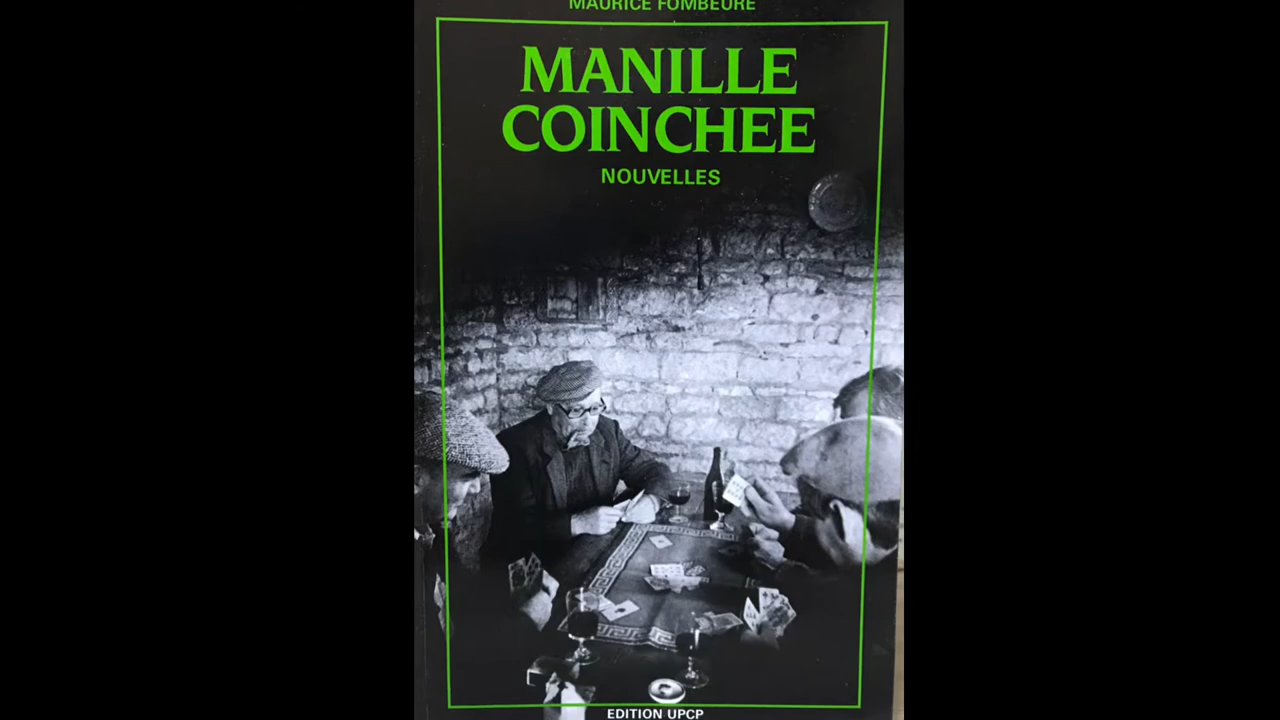 MAURICE FOMBEURE
MANILLE
COINCHEE
NOUVELLES
EDITION UPCP